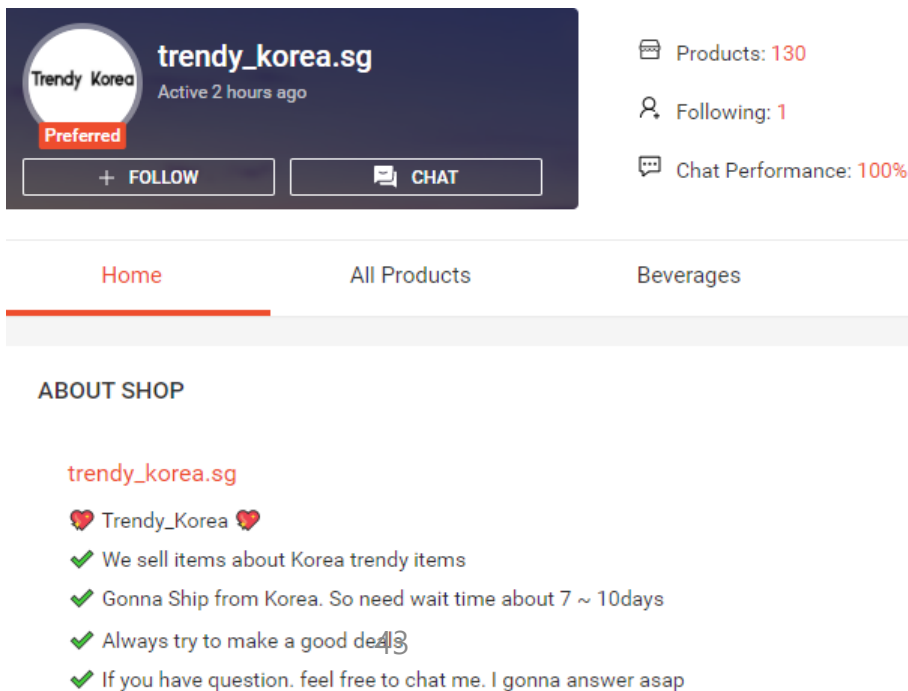 Trendy Korea
Preferred
trendy_korea.sg
Active 2 hours ago
+ FOLLOW
CHAT
Products: 130
Following: 1
Chat Performance: 100%
Home
All Products
Beverages
ABOUT SHOP
trendy_korea.sg
💖 Trendy_Korea 💖
✔ We sell items about Korea trendy items
✔ Gonna Ship from Korea. So need wait time about 7 ~ 10days
✔ Always try to make a good deals
43
✔ If you have question. feel free to chat me. I gonna answer asap